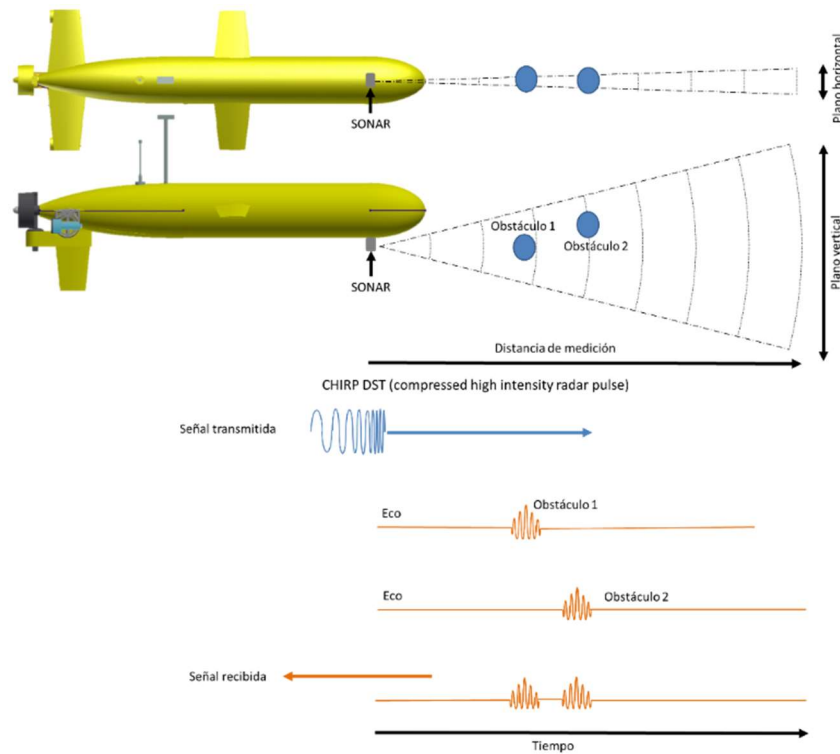 Plano horizontal
SONAR
Obstáculo 1
Obstáculo 2
Plano vertical
SONAR
Distancia de medición
CHIRP DST (compressed high intensity radar pulse)
Señal transmitida
Obstáculo 1
Eco
Eco
Obstáculo 2
Señal recibida
Tiempo